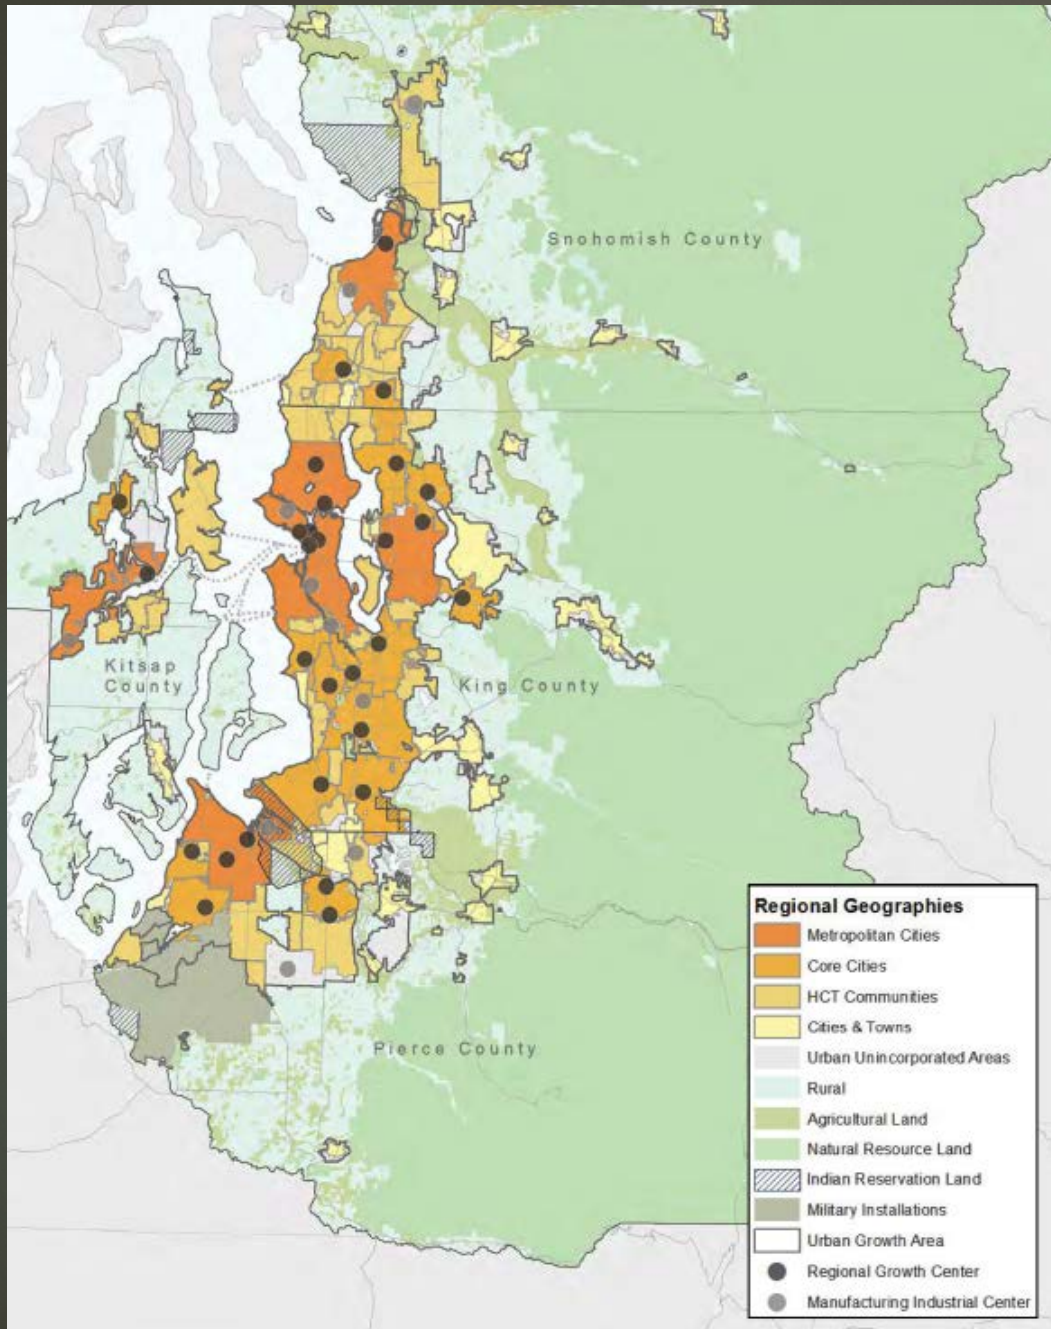 Snohomish County
Kitsap
County
King County
Pierce County
Regional Geographies
Metropolitan Cities
Core Cities
HCT Communities
Cities & Towns
Urban Unincorporated Areas
Rural
Agricultural Land
Natural Resource Land
Indian Reservation Land
Military Installations
Urban Growth Area
Regional Growth Center
Manufacturing Industrial Center